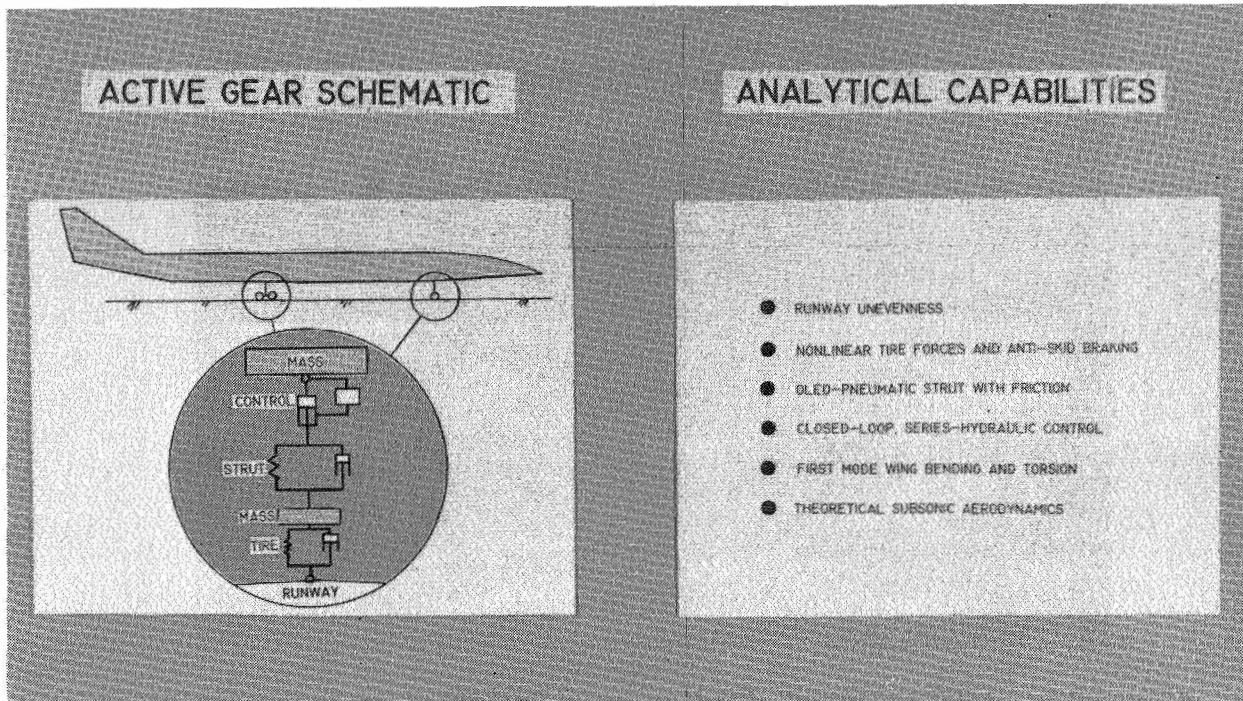 ACTIVE GEAR SCHEMATIC
MASS
CONTROL
STRUT
MASS
TIRE
RUNWAY
ANALYTICAL CAPABILITIES
● RUNWAY UNEVENNESS
● NONLINEAR TIRE FORCES AND ANTI-SKID BRAKING
● OLEO-PNEUMATIC STRUT WITH FRICTION
● CLOSED-LOOP, SERIES-HYDRAULIC CONTROL
● FIRST MODE WING BENDING AND TORSION
● THEORETICAL SUBSONIC AERODYNAMICS